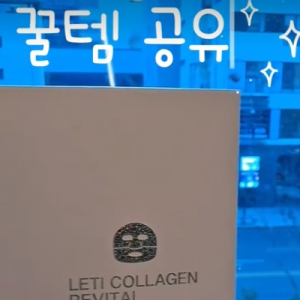 꿀템 공유
LETI COLLAGEN
REVITAL